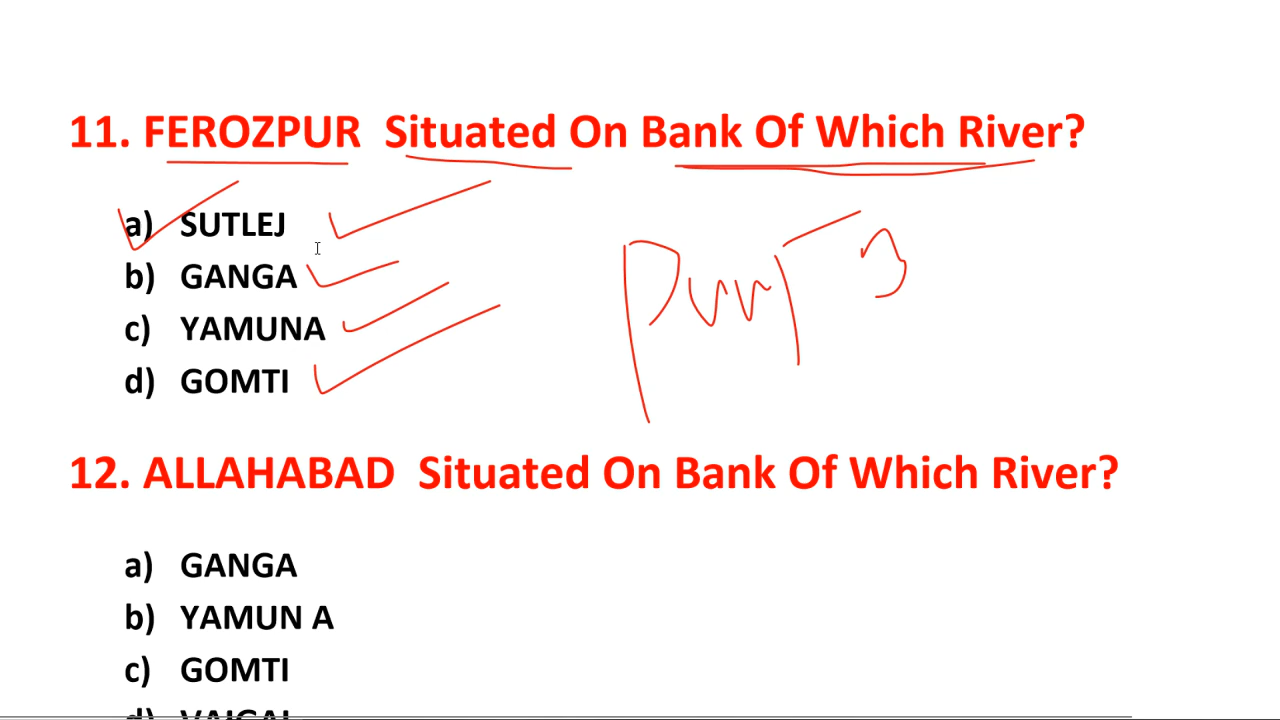 11. FEROZPUR Situated On Bank Of Which River?
a) SUTLEJ
b) GANGA
c) YAMUNA
d) GOMTI
12. ALLAHABAD Situated On Bank Of Which River?
a) GANGA
b) YAMUN A
c) GOMTI
d) VAIGAI